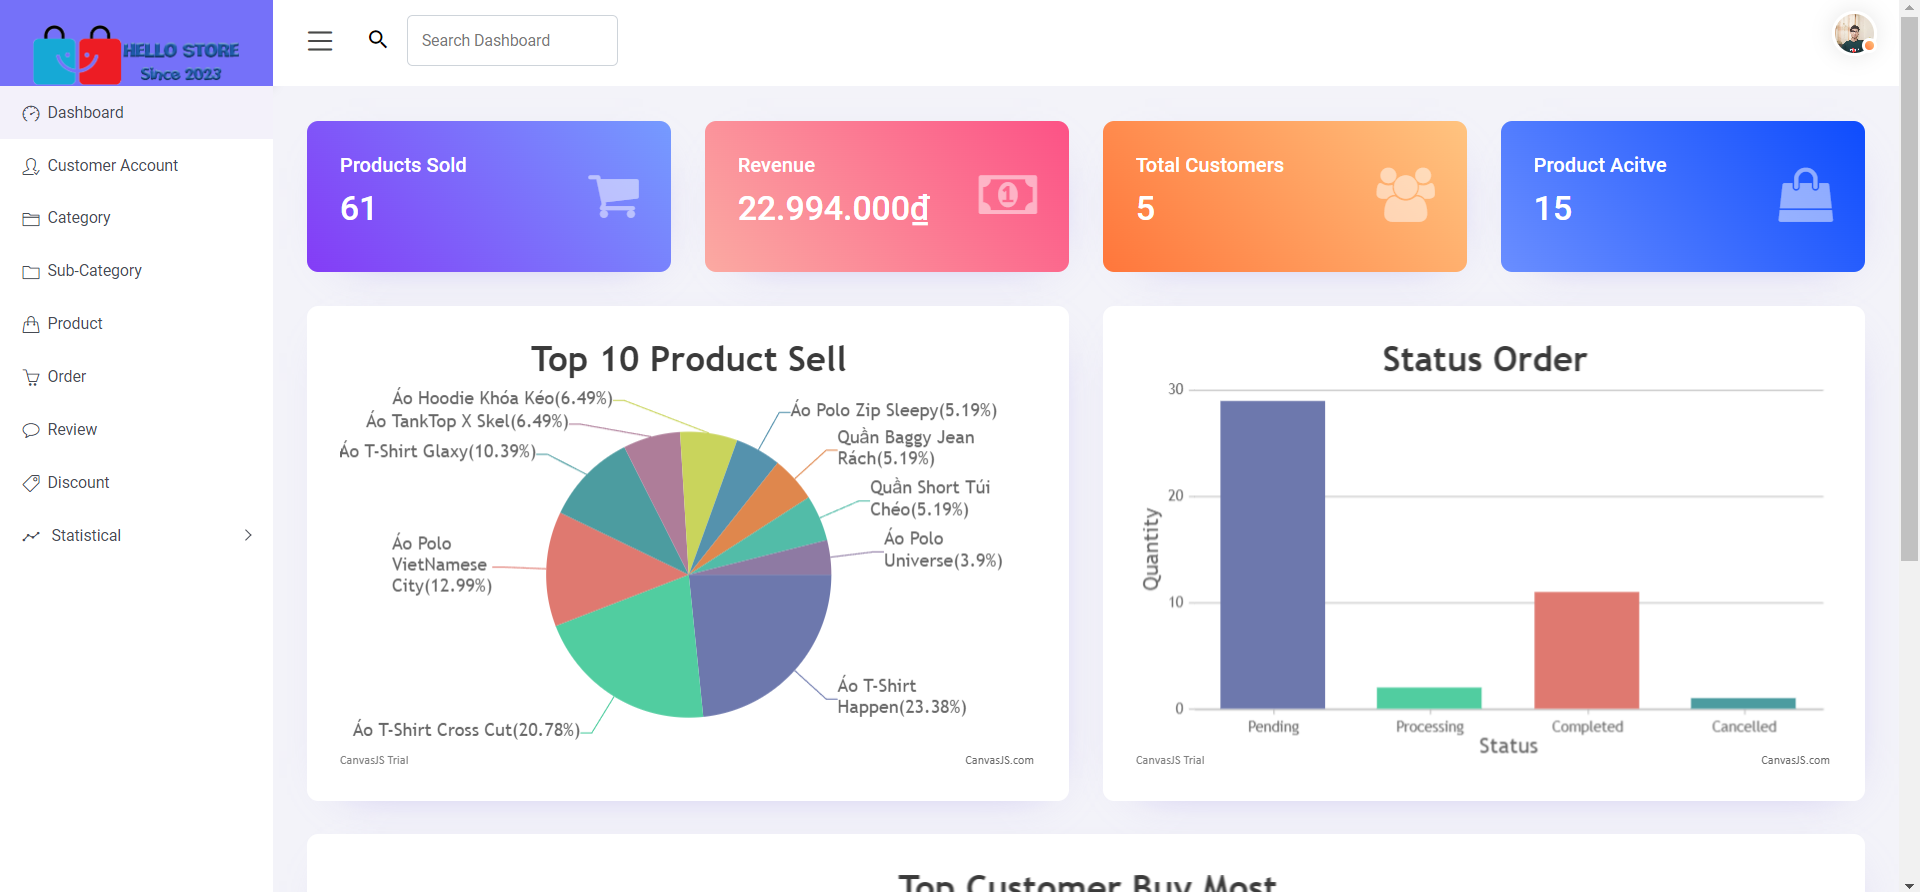 HELLO STORE
Since 2023
Search Dashboard
Dashboard
Customer Account
Category
Sub-Category
Product
Order
Review
Discount
Statistical
Products Sold
61
Revenue
22.994.000₫
1
Total Customers
5
Product Acitve
15
Top 10 Product Sell
Áo Hoodie Khóa Kéo(6.49%)
Áo TankTop X Skel(6.49%)
Áo T-Shirt Glaxy(10.39%)
Áo Polo
VietNamese
City(12.99%)
Áo T-Shirt Cross Cut(20.78%)
Áo Polo Zip Sleepy(5.19%)
Quần Baggy Jean
Rách(5.19%)
Quần Short Túi
Chéo(5.19%)
Áo Polo
Universe(3.9%)
Áo T-Shirt
Happen(23.38%)
CanvasJS Trial
CanvasJS.com
Status Order
30
20
10
0
Quantity
Pending
Processing
Completed
Cancelled
Status
CanvasJS Trial
CanvasJS.com
Top Customer Buy Most